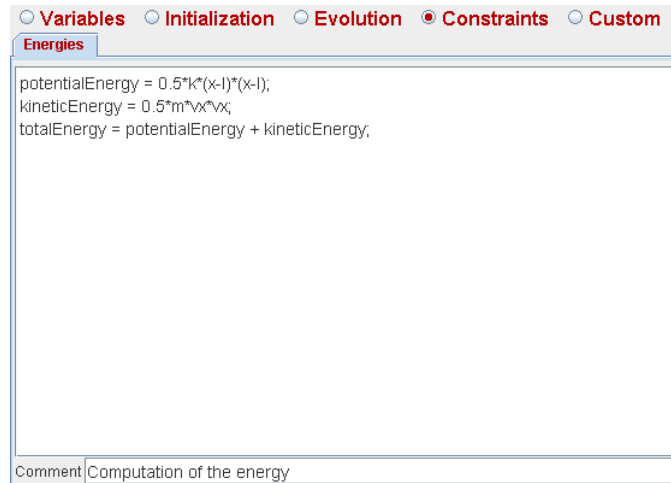 Variables Initialization Evolution Constraints Custom
Energies
potentialEnergy = 0.5*k*(x-l)*(x-l);
kineticEnergy = 0.5*m*vx*vx;
totalEnergy = potentialEnergy + kineticEnergy;
Comment Computation of the energy